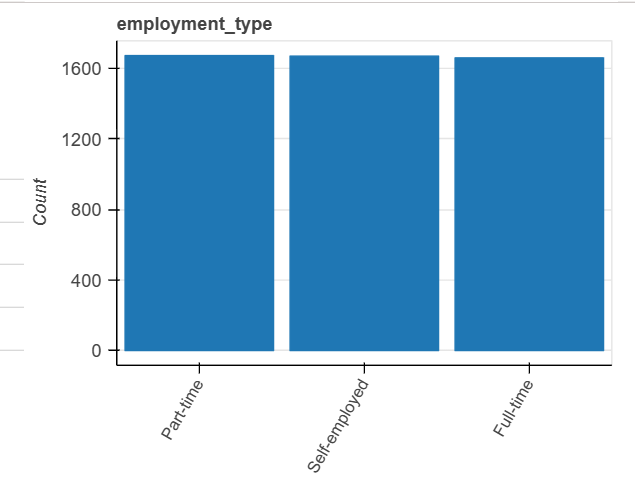 employment_type
Count
1600
1200
800
400
0
Part-time
Self-employed
Full-time